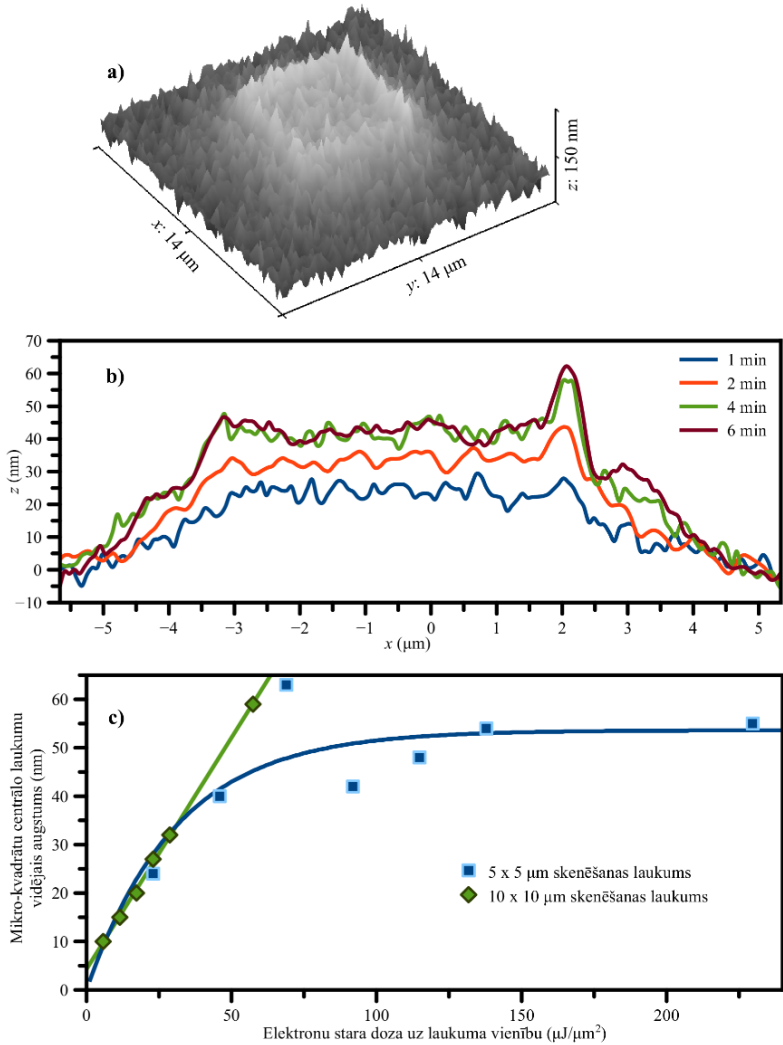 a)
z: 150 nm
x: 14 μm
y: 14 μm
b)
70
60
50
40
30
20
10
0
−10
z (nm)
1 min
2 min
4 min
6 min
−5 −4 −3 −2 −1 0 1 2 3 4 5
x (μm)
c)
60
50
40
30
20
10
0
Mikro-kvadrātu centrālo laukumu
vidējais augstums (nm)
5 x 5 μm skenēšanas laukums
10 x 10 μm skenēšanas laukums
0 50 100 150 200
Elektronu stara doza uz laukuma vienību (μJ/μm²)